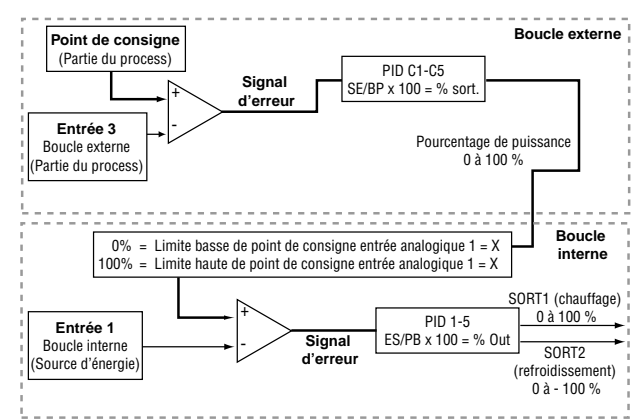 Boucle externe
Point de consigne
(Partie du process)
+
-
Signal
d'erreur
PID C1-C5
SE/BP x 100 = % sort.
Entrée 3
Boucle externe
(Partie du process)
Pourcentage de puissance
0 à 100 %
Boucle
interne
0% = Limite basse de point de consigne entrée analogique 1 = X
100% = Limite haute de point de consigne entrée analogique 1 = X
Entrée 1
Boucle interne
(Source d'énergie)
+
-
Signal
d'erreur
PID 1-5
ES/PB x 100 = % Out
SORT1 (chauffage)
0 à 100 %
SORT2
(refroidissement)
0 à - 100 %